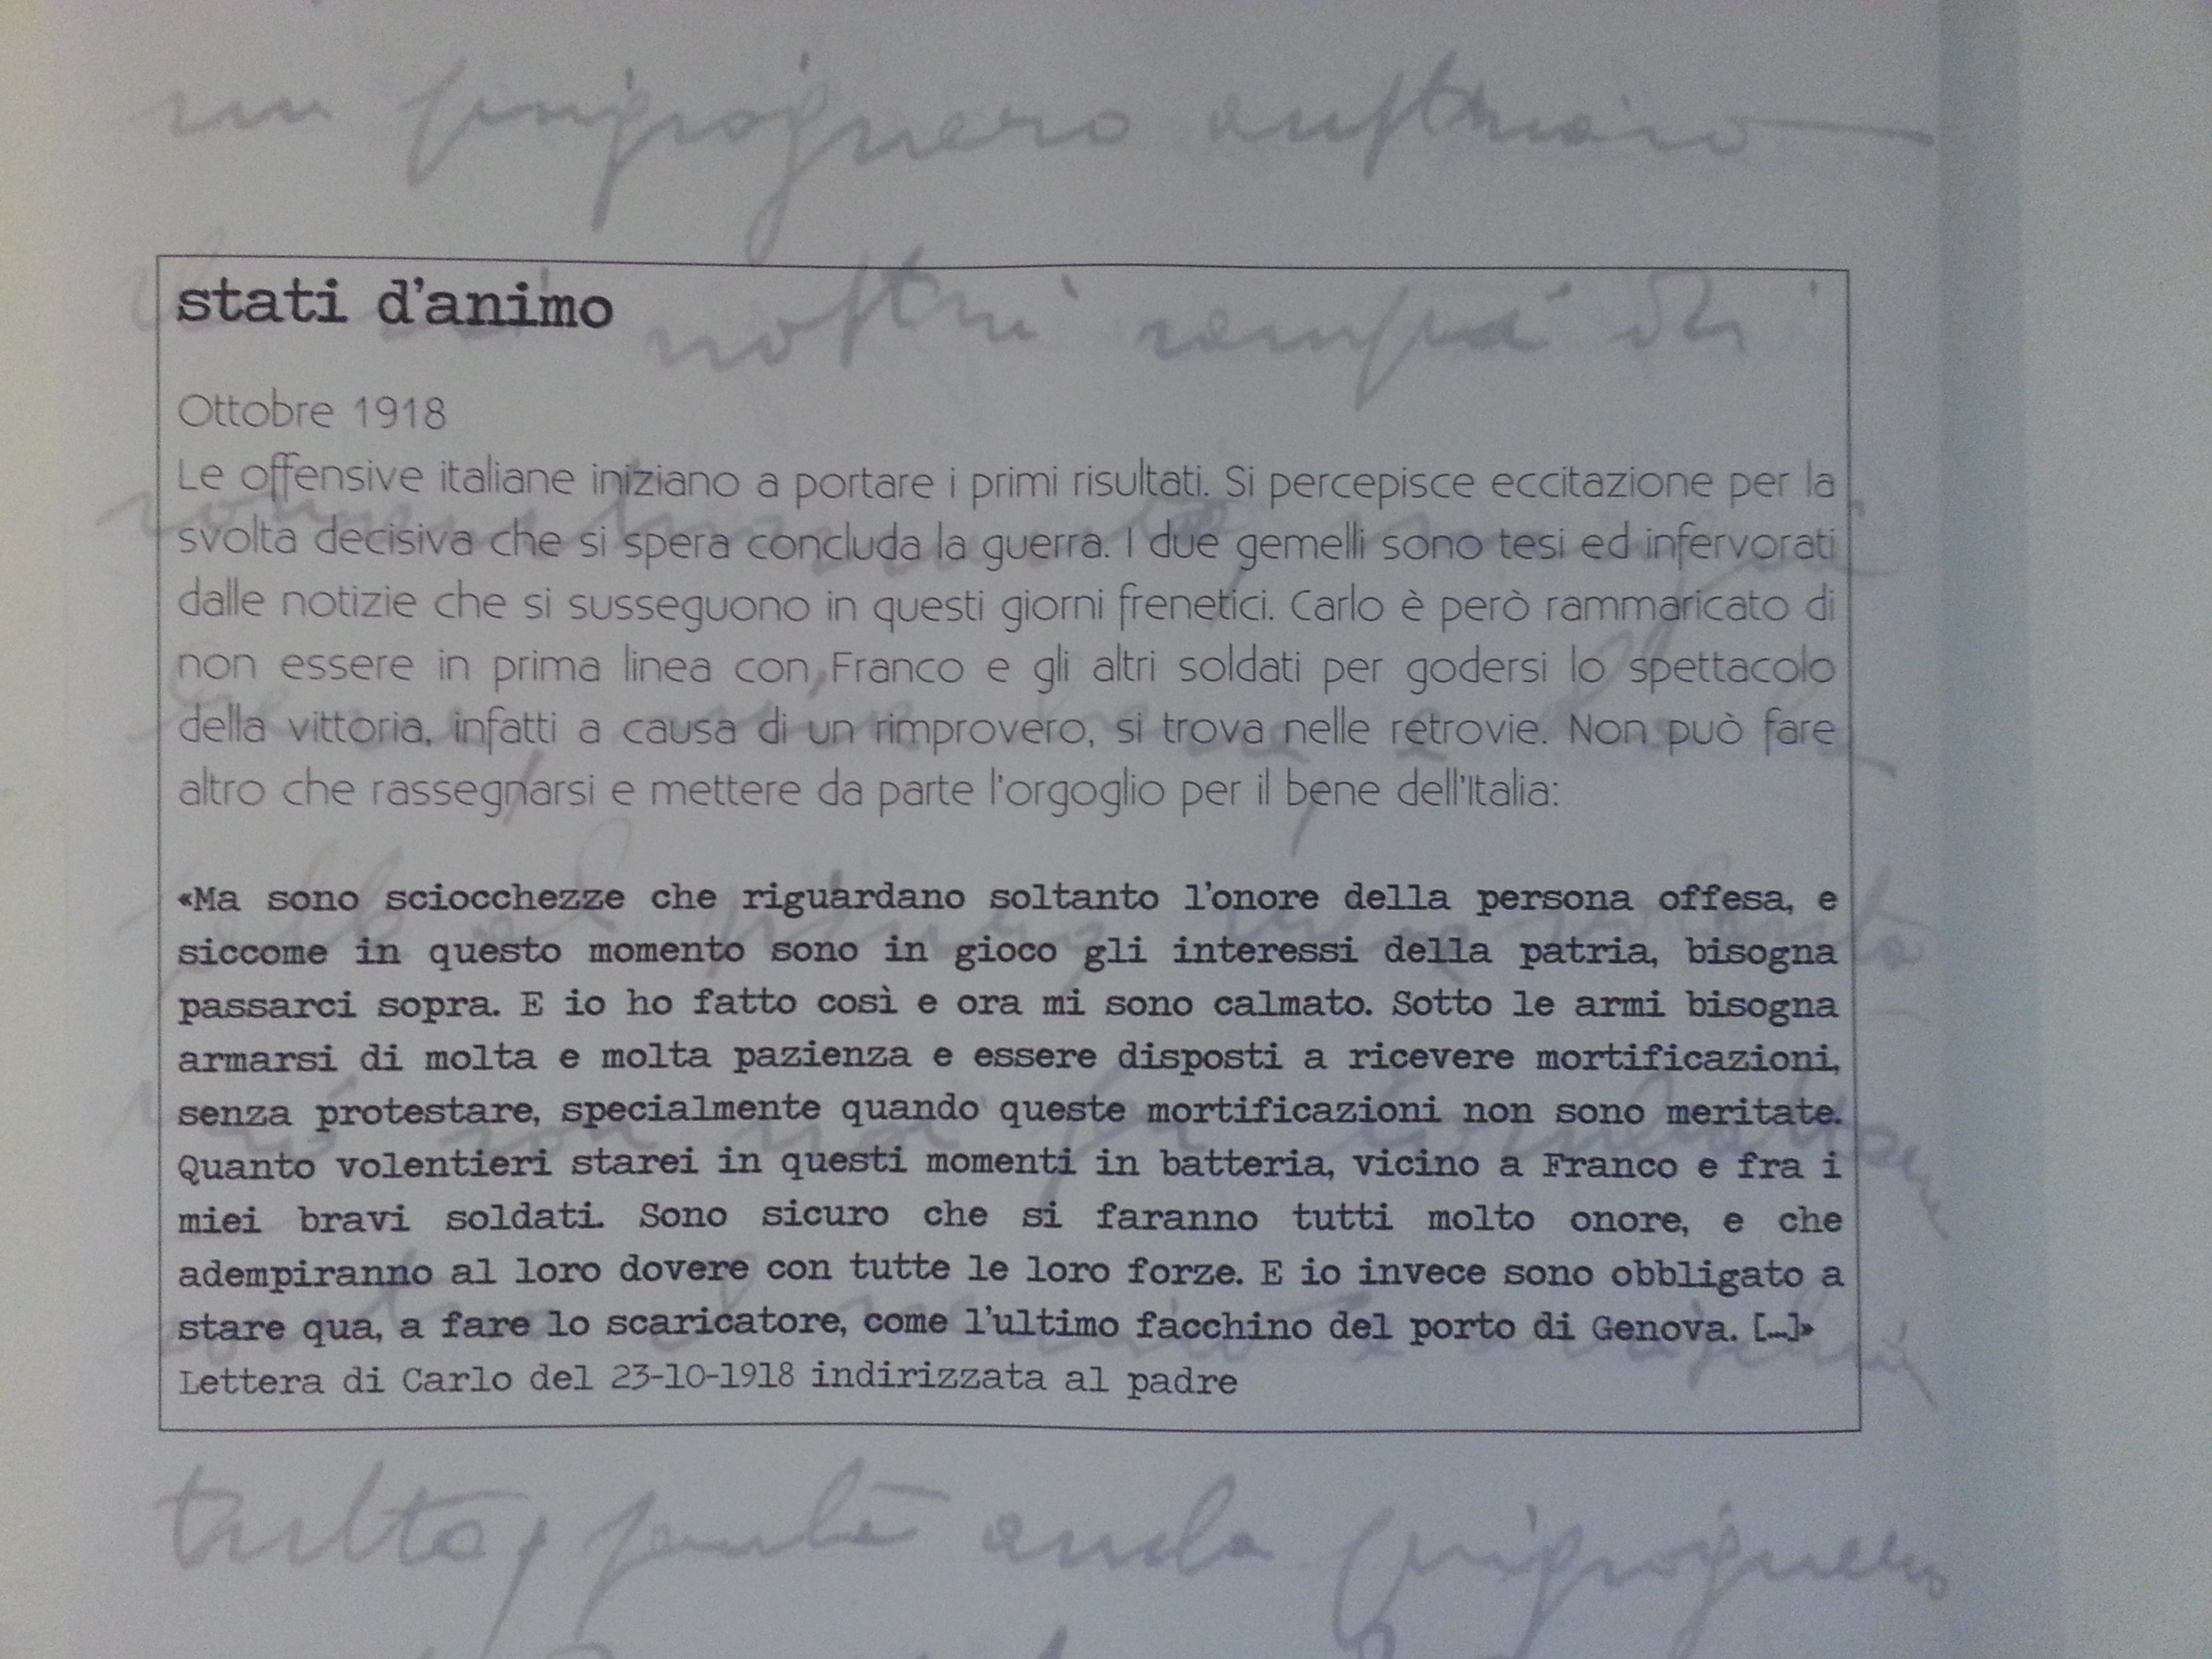 un prigioniero austriaco
stati d'animo
nostri campi di
Ottobre 1918
Le offensive italiane iniziano a portare i primi risultati. Si percepisce eccitazione per la
svolta decisiva che si spera concluda la guerra. I due gemelli sono tesi ed infervorati
dalle notizie che si susseguono in questi giorni frenetici. Carlo è però rammaricato di
non essere in prima linea con Franco e gli altri soldati per godersi lo spettacolo
della vittoria, infatti a causa di un rimprovero, si trova nelle retrovie. Non può fare
altro che rassegnarsi e mettere da parte l'orgoglio per il bene dell'Italia:
«Ma sono sciocchezze che riguardano soltanto l'onore della persona offesa, e
siccome in questo momento sono in gioco gli interessi della patria, bisogna
passarci sopra. E io ho fatto così e ora mi sono calmato. Sotto le armi bisogna
armarsi di molta e molta pazienza e essere disposti a ricevere mortificazioni,
senza protestare, specialmente quando queste mortificazioni non sono meritate.
Quanto volentieri starei in questi momenti in batteria, vicino a Franco e fra i
miei bravi soldati. Sono sicuro che si faranno tutti molto onore, e che
adempiranno al loro dovere con tutte le loro forze. E io invece sono obbligato a
stare qua, a fare lo scaricatore, come l'ultimo facchino del porto di Genova. [...]»
Lettera di Carlo del 23-10-1918 indirizzata al padre
tutto,